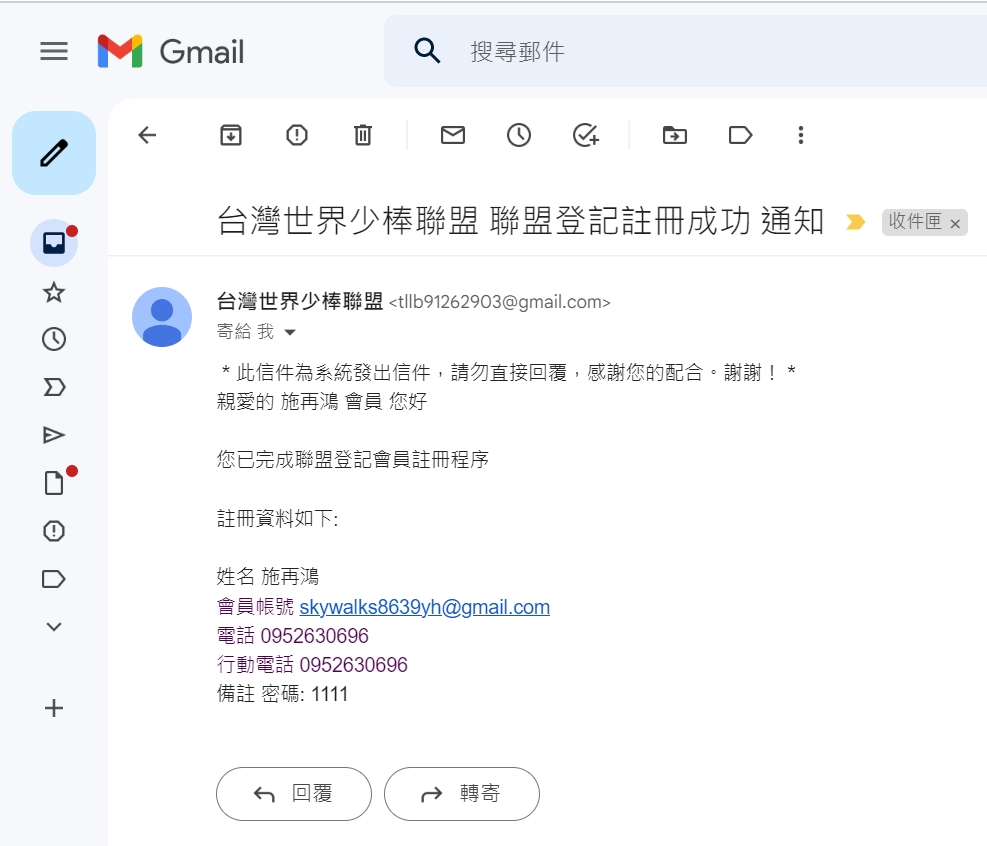 Gmail
搜尋郵件
台灣世界少棒聯盟 聯盟登記註冊成功 通知
收件匣 ×
台灣世界少棒聯盟 <tllb91262903@gmail.com>
寄給 我
* 此信件為系統發出信件，請勿直接回覆，感謝您的配合。謝謝！ *
親愛的 施再鴻 會員 您好
您已完成聯盟登記會員註冊程序
註冊資料如下:
姓名 施再鴻
會員帳號 skywalks8639yh@gmail.com
電話 0952630696
行動電話 0952630696
備註 密碼: 1111
回覆
轉寄